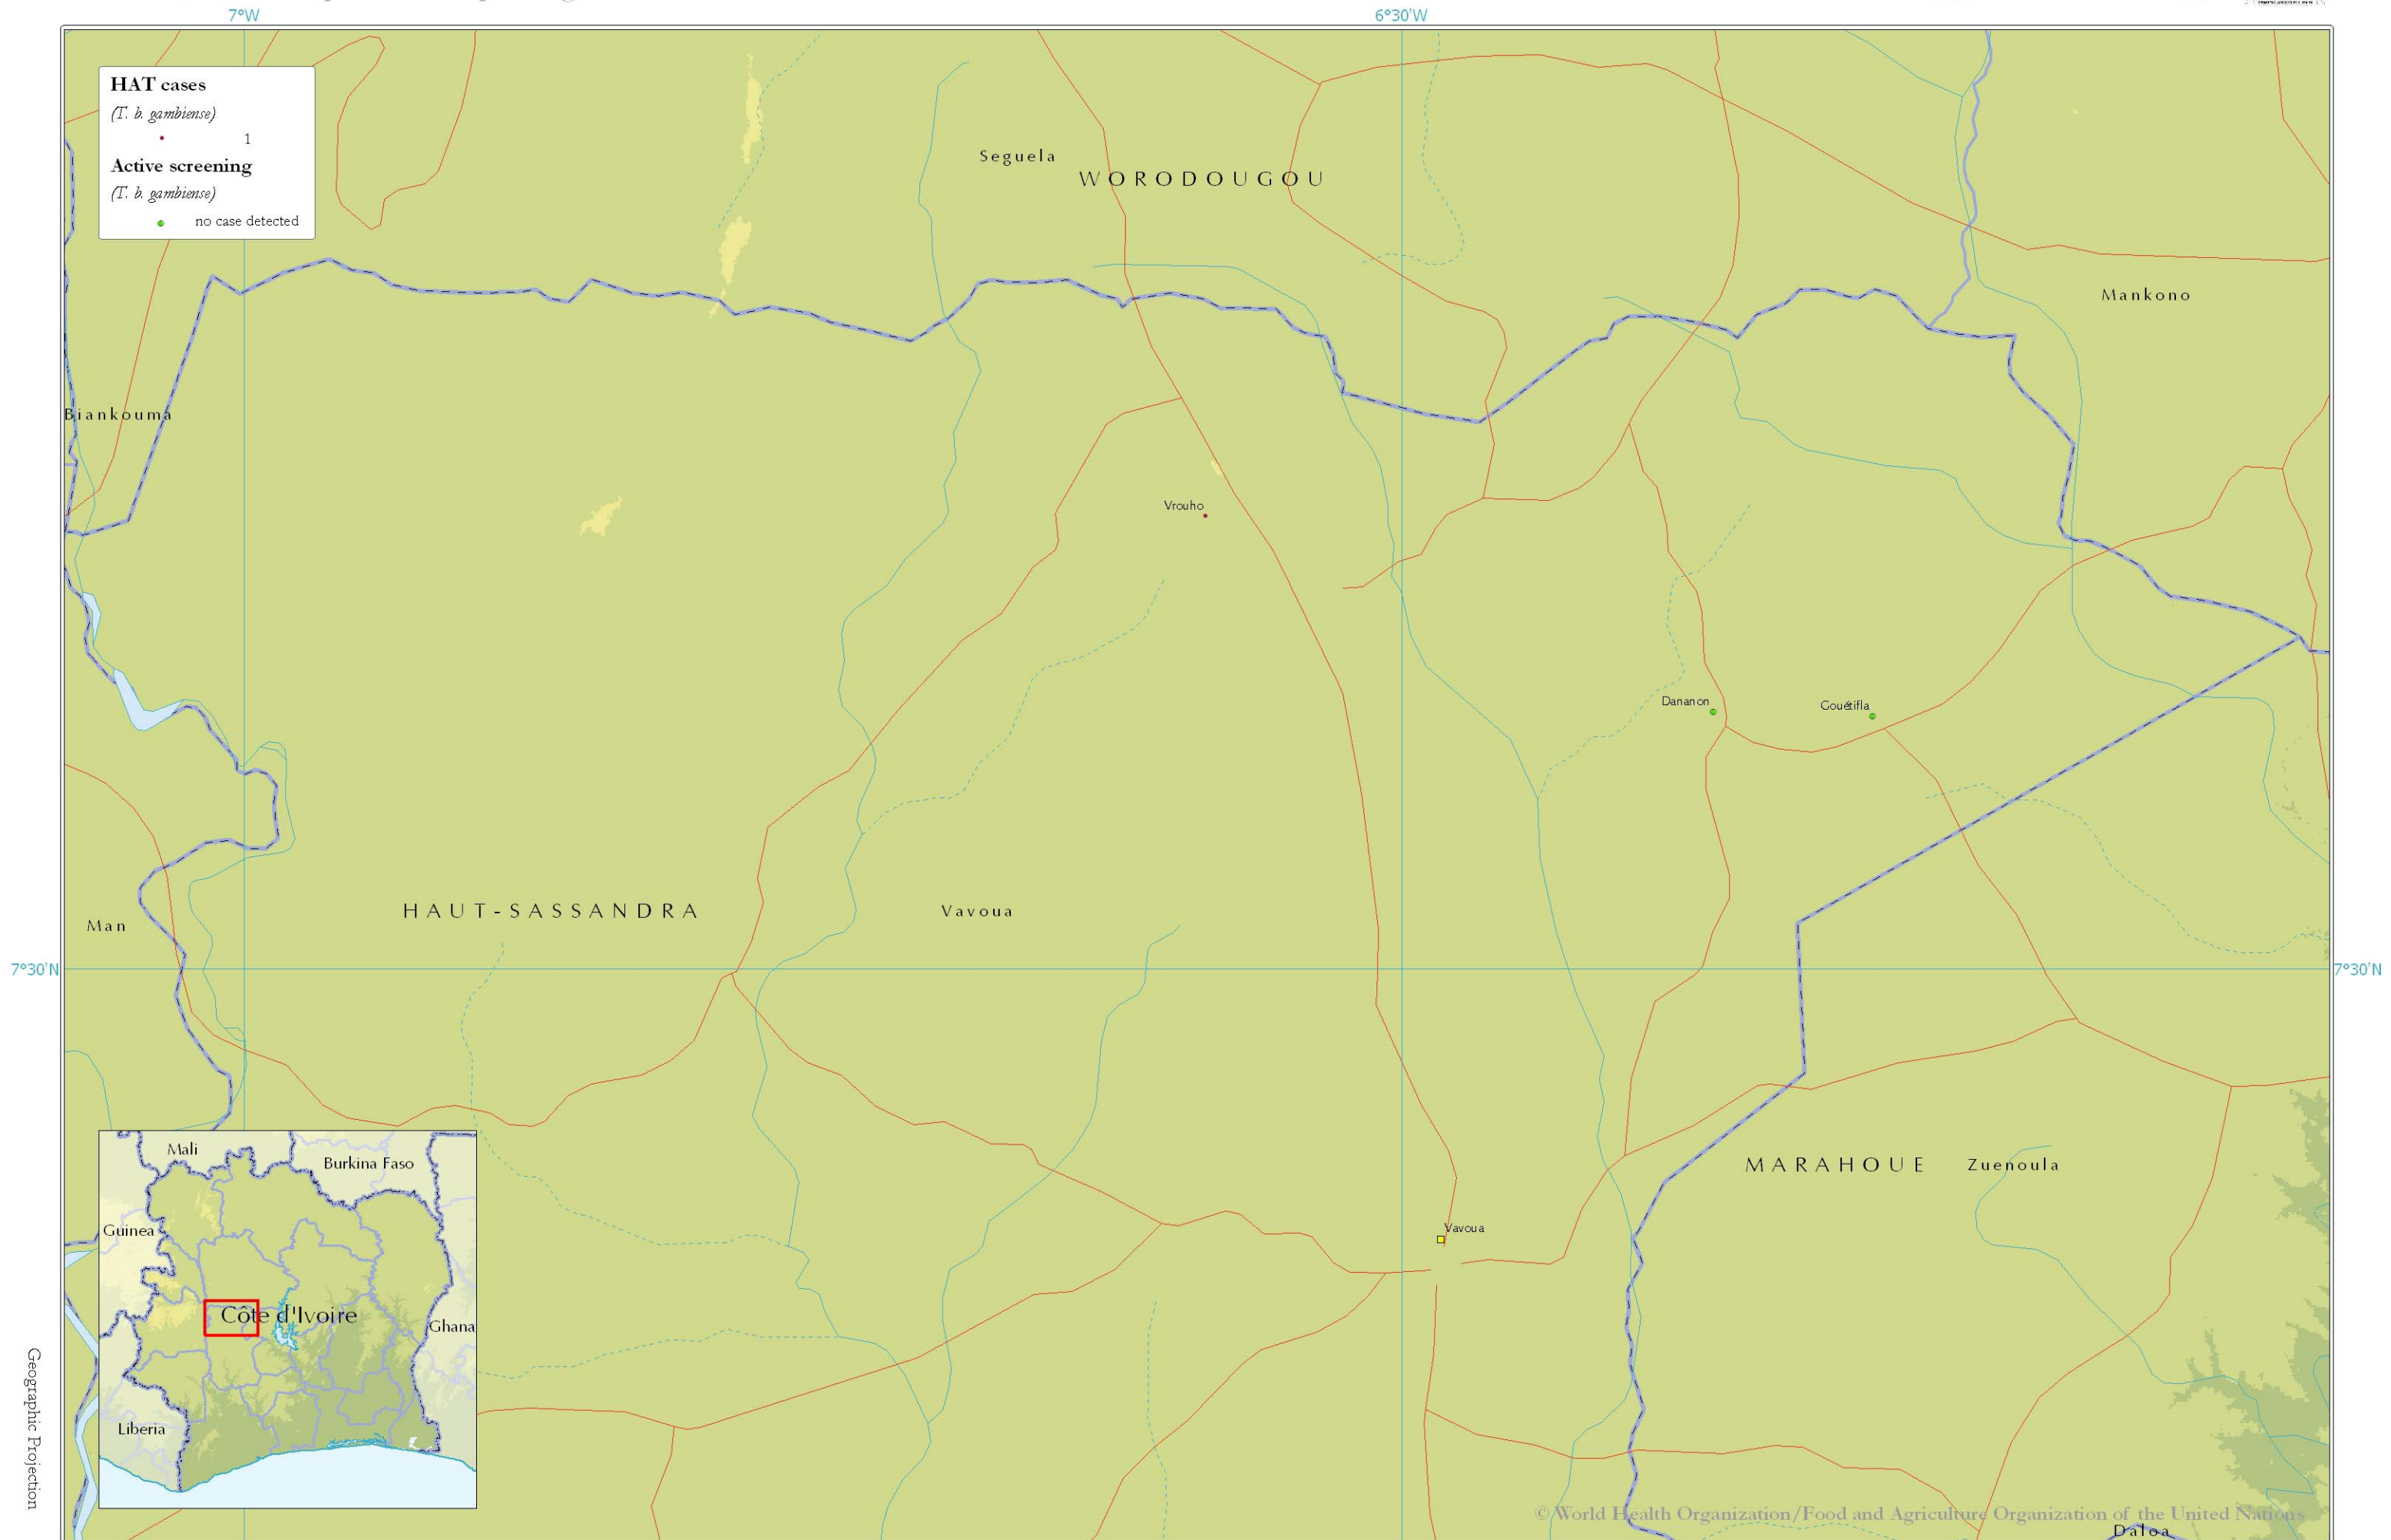 7°W
6°30'W
HAT cases
(T. b. gambiense)
1
Active screening
(T. b. gambiense)
no case detected
Seguela
WORODOUGOU
Mankono
Biankouma
Vrouho
Dananon
Gouétifla
HAUT-SASSANDRA
Vavoua
Man
7°30'N
7°30'N
MARAHOUE
Zuenoula
Vavoua
Mali
Burkina Faso
Guinea
Côte d'Ivoire
Ghana
Liberia
Geographic Projection
© World Health Organization/Food and Agriculture Organization of the United Nations
Daloa